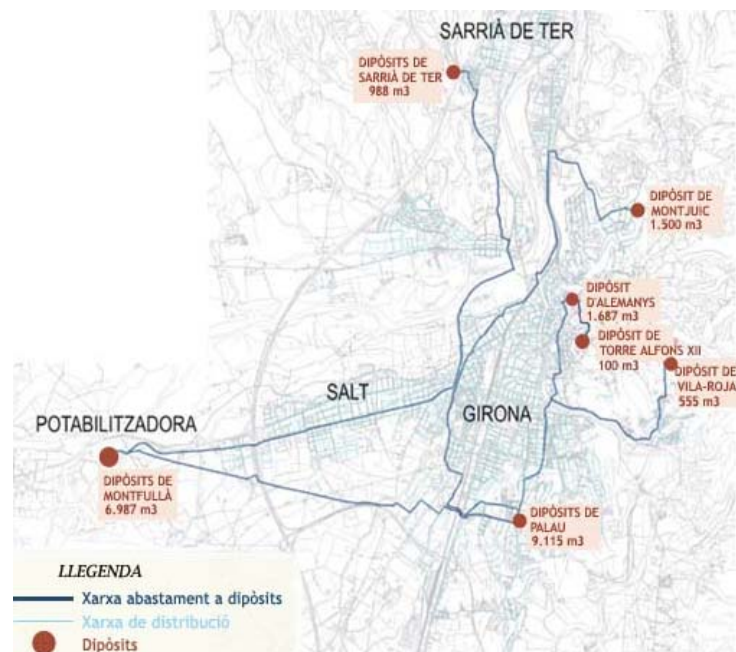 SARRIÀ DE TER
DIPÒSITS DE
SARRIÀ DE TER
988 m3
DIPÒSIT DE
MONTJUIC
1.500 m3
DIPÒSIT
D'ALEMANYS
1.687 m3
DIPÒSIT DE
TORRE ALFONS XII
100 m3
DIPÒSIT DE
VILA-ROJA
555 m3
SALT
GIRONA
POTABILITZADORA
DIPÒSITS DE
MONTFULLÀ
6.987 m3
DIPÒSITS DE
PALAU
9.115 m3
LLEGENDA
Xarxa abastament a dipòsits
Xarxa de distribució
Dipòsits